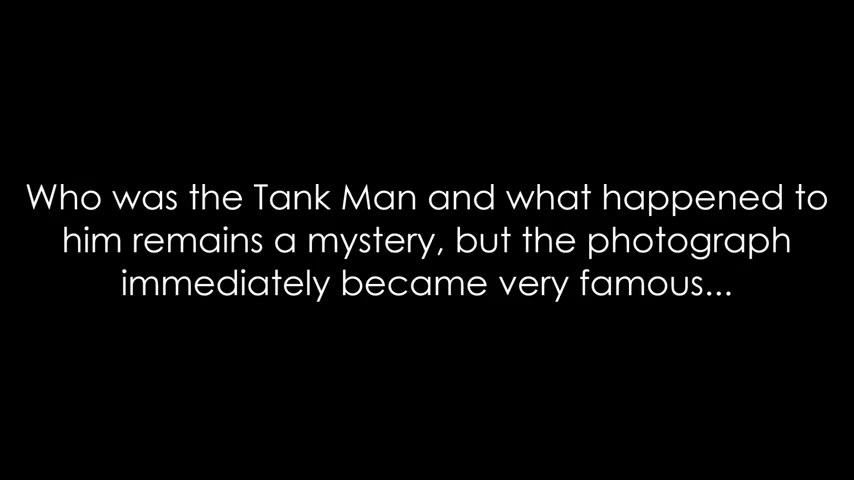 Who was the Tank Man and what happened to
him remains a mystery, but the photograph
immediately became very famous...